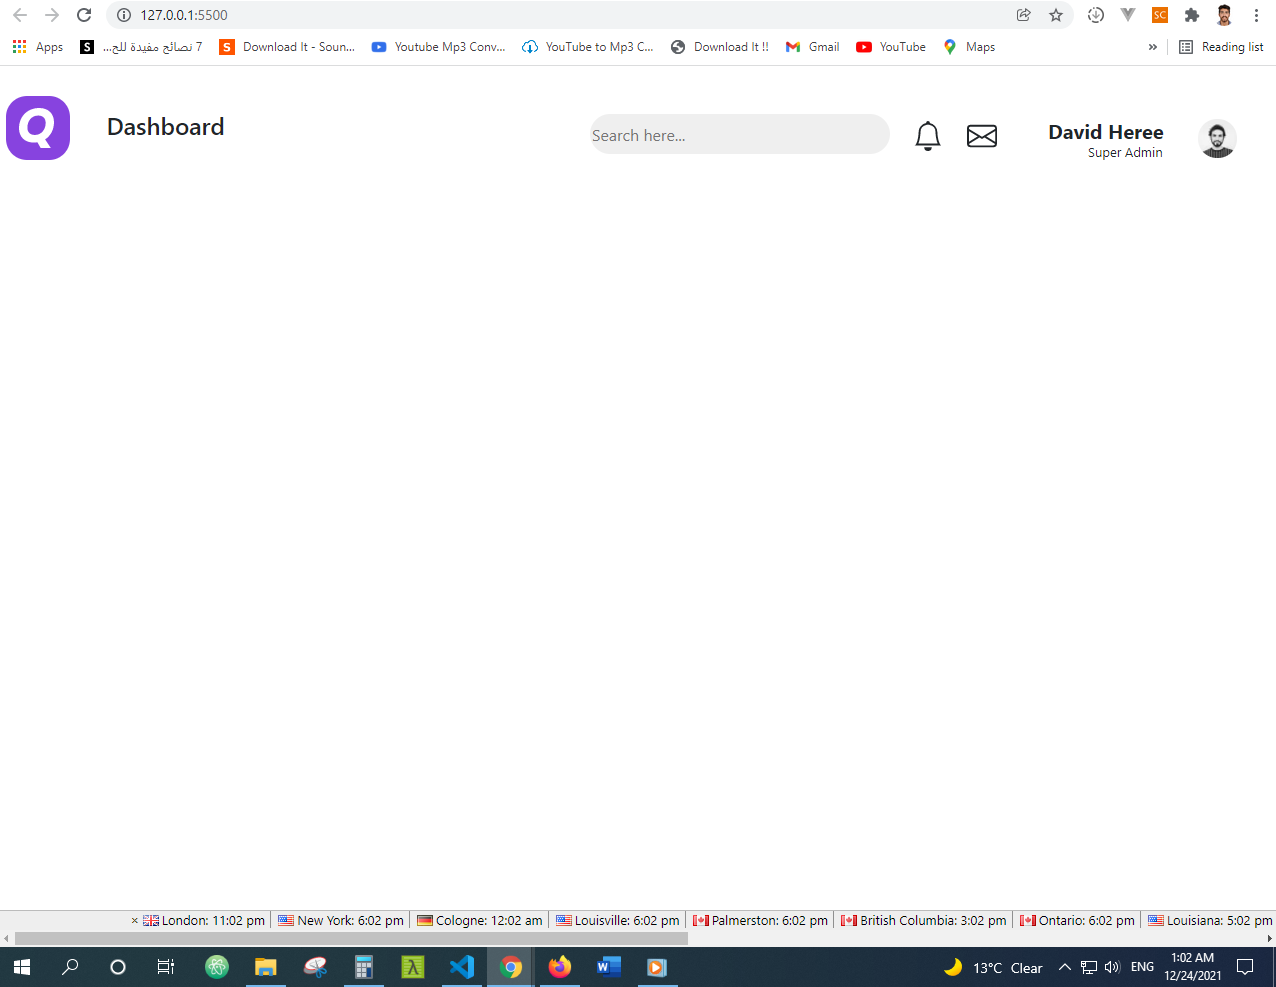 127.0.0.1:5500
SC
Apps
S
7 نصائح مفيدة للخ...
S
Download It - Soun...
Youtube Mp3 Conv...
YouTube to Mp3 C...
Download It !!
Gmail
YouTube
Maps
»
Reading list
Q
Dashboard
Search here...
David Heree
Super Admin
× London: 11:02 pm
New York: 6:02 pm
Cologne: 12:02 am
Louisville: 6:02 pm
Palmerston: 6:02 pm
British Columbia: 3:02 pm
Ontario: 6:02 pm
Louisiana: 5:02 pm
λ
W
13°C Clear
ENG
1:02 AM
12/24/2021